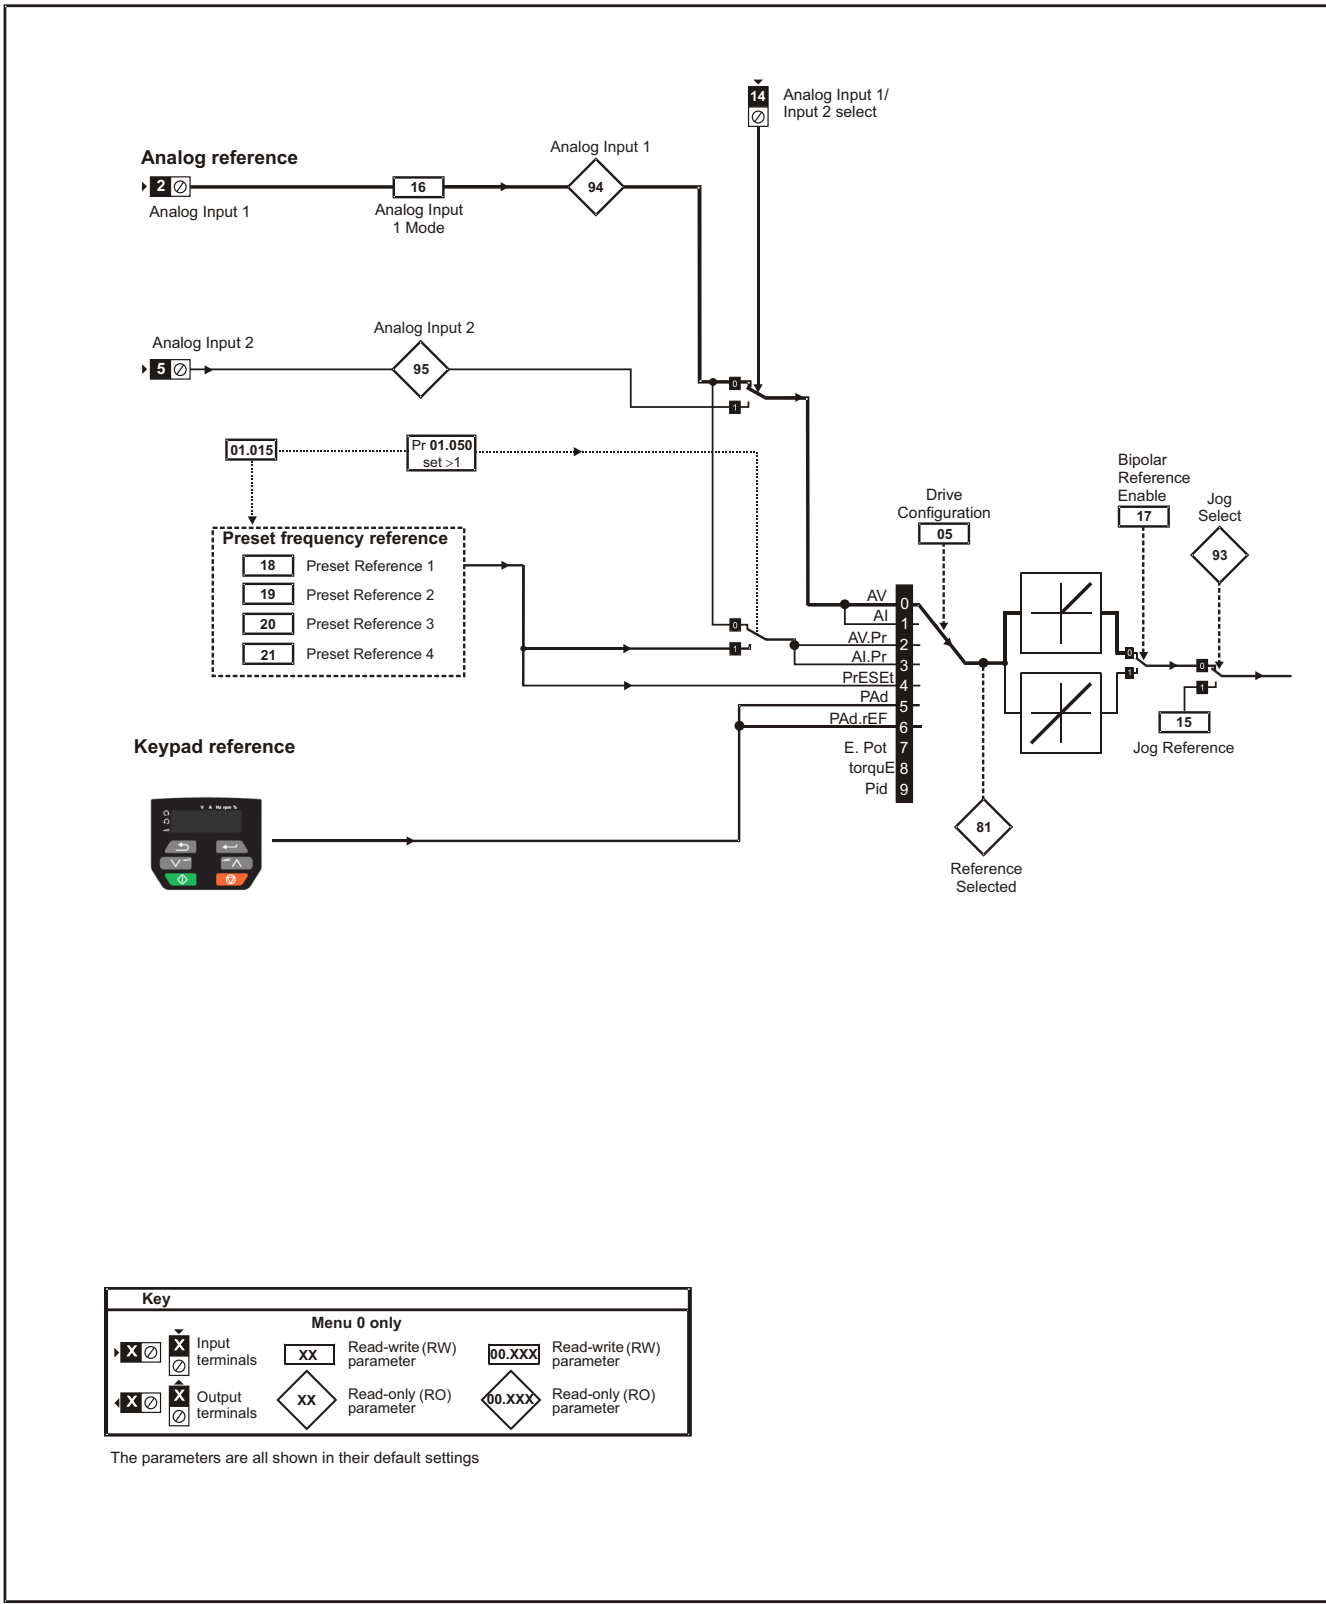 14
Analog Input 1/
Input 2 select
Analog reference
Analog Input 1
2
16
94
Analog Input 1
Analog Input
1 Mode
Analog Input 2
Analog Input 2
5
95
0
1
01.015
Pr 01.050
set >1
Preset frequency reference
18 Preset Reference 1
19 Preset Reference 2
20 Preset Reference 3
21 Preset Reference 4
0
1
Drive
Configuration
05
Bipolar
Reference
Enable
17
Jog
Select
93
AV 0
AI 1
AV.Pr 2
AI.Pr 3
PrESEt 4
PAd 5
PAd.rEF 6
E. Pot 7
torquE 8
Pid 9
0
1
0
1
15
Jog Reference
81
Reference
Selected
Keypad reference
V A Hz rpm %
Key
Menu 0 only
X
X
Input
terminals
XX
Read-write (RW)
parameter
00.XXX
Read-write (RW)
parameter
X
X
Output
terminals
XX
Read-only (RO)
parameter
00.XXX
Read-only (RO)
parameter
The parameters are all shown in their default settings